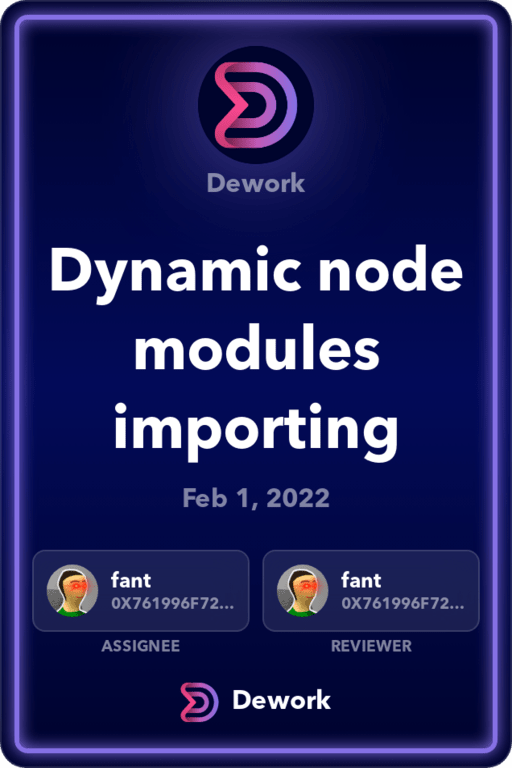 Dework
Dynamic node
modules
importing
Feb 1, 2022
fant
0X761996F72...
ASSIGNEE
fant
0X761996F72...
REVIEWER
Dework